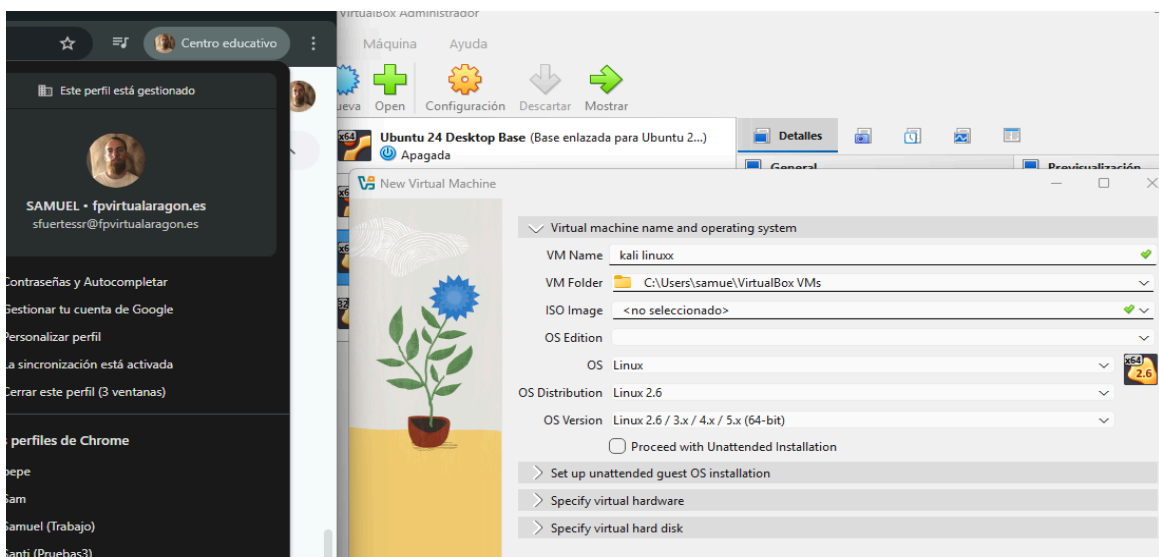 VirtualBox Administrador
Centro educativo
Máquina Ayuda
Este perfil está gestionado
Open Configuración Descartar Mostrar
SAMUEL • fpvirtualaragon.es
sfuertessr@fpvirtualaragon.es
Contraseñas y Autocompletar
Gestionar tu cuenta de Google
Personalizar perfil
La sincronización está activada
Cerrar este perfil (3 ventanas)
perfiles de Chrome
pepe
Sam
Samuel (Trabajo)
Santi (Pruebas3)
x64
Ubuntu 24 Desktop Base (Base enlazada para Ubuntu 2...)
Apagada
Detalles
General
Previsualización
New Virtual Machine
Virtual machine name and operating system
VM Name kali linuxx
VM Folder C:\Users\samue\VirtualBox VMs
ISO Image <no seleccionado>
OS Edition
OS Linux
x64
2.6
OS Distribution Linux 2.6
OS Version Linux 2.6 / 3.x / 4.x / 5.x (64-bit)
Proceed with Unattended Installation
Set up unattended guest OS installation
Specify virtual hardware
Specify virtual hard disk